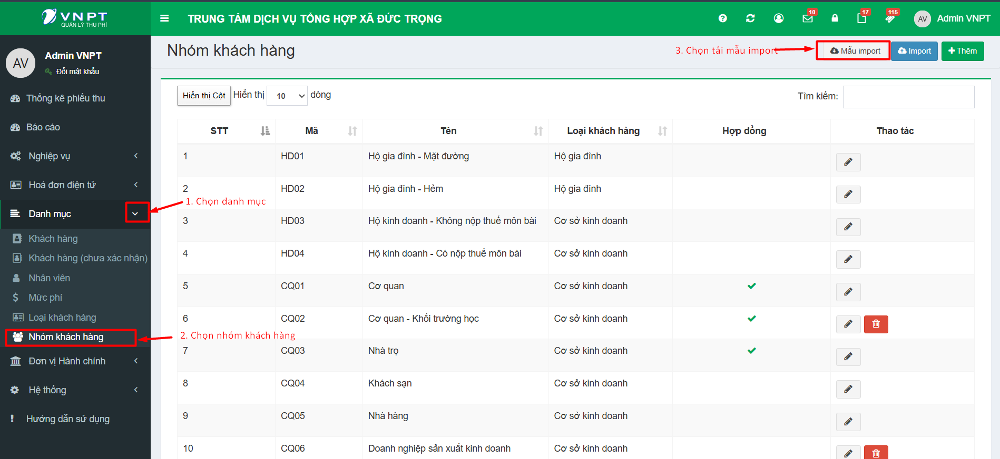 VNPT
QUẢN LÝ THU PHÍ
TRUNG TÂM DỊCH VỤ TỔNG HỢP XÃ ĐỨC TRỌNG
10
17
115
AV
Admin VNPT
AV
Admin VNPT
Đổi mật khẩu
Thống kê phiếu thu
Báo cáo
Nghiệp vụ
Hoá đơn điện tử
Danh mục
Khách hàng
Khách hàng (chưa xác nhận)
Nhân viên
Mức phí
Loại khách hàng
Nhóm khách hàng
Đơn vị Hành chính
Hệ thống
Hướng dẫn sử dụng
1. Chọn danh mục
2. Chọn nhóm khách hàng
Nhóm khách hàng
3. Chọn tải mẫu import
Mẫu import
Import
Thêm
Hiển thị Cột Hiển thị 10 dòng
Tìm kiếm:
STT Mã Tên Loại khách hàng Hợp đồng Thao tác
1 HD01 Hộ gia đình - Mặt đường Hộ gia đình
2 HD02 Hộ gia đình - Hẻm Hộ gia đình
3 HD03 Hộ kinh doanh - Không nộp thuế môn bài Cơ sở kinh doanh
4 HD04 Hộ kinh doanh - Có nộp thuế môn bài Cơ sở kinh doanh
5 CQ01 Cơ quan Cơ sở kinh doanh
6 CQ02 Cơ quan - Khối trường học Cơ sở kinh doanh
7 CQ03 Nhà trọ Cơ sở kinh doanh
8 CQ04 Khách sạn Cơ sở kinh doanh
9 CQ05 Nhà hàng Cơ sở kinh doanh
10 CQ06 Doanh nghiệp sản xuất kinh doanh Cơ sở kinh doanh